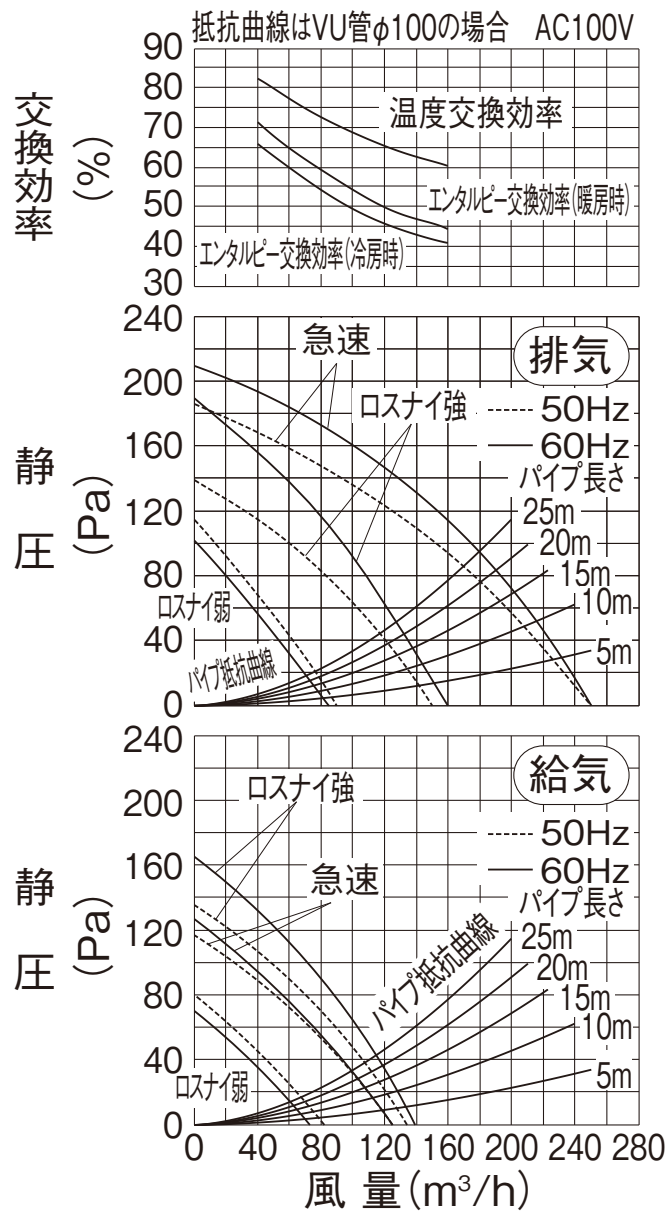 抵抗曲線はVU管φ100の場合　AC100V
交換効率
(%)
90
80
70
60
50
40
30
温度交換効率
エンタルピー交換効率(暖房時)
エンタルピー交換効率(冷房時)
静圧
(Pa)
240
200
160
120
80
40
0
急速
排気
ロスナイ強
50Hz
60Hz
パイプ長さ
25m
20m
15m
10m
5m
ロスナイ弱
パイプ抵抗曲線
静圧
(Pa)
240
200
160
120
80
40
0
ロスナイ強
給気
急速
50Hz
60Hz
パイプ長さ
パイプ抵抗曲線
25m
20m
15m
10m
5m
ロスナイ弱
0 40 80 120 160 200 240 280
風量(m³/h)